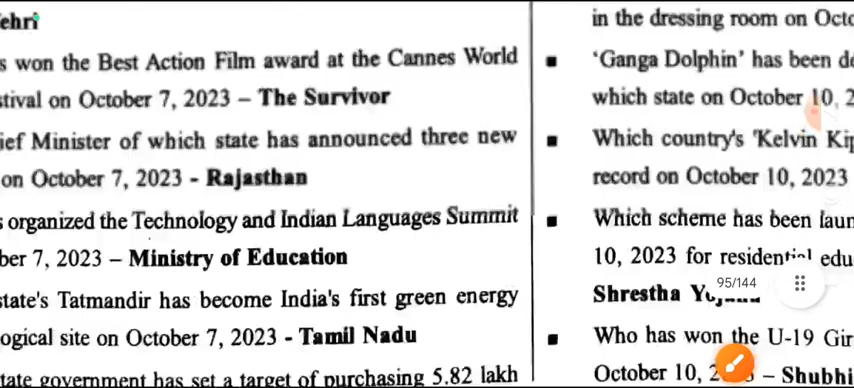 ehri
s won the Best Action Film award at the Cannes World
stival on October 7, 2023 – The Survivor
ief Minister of which state has announced three new
on October 7, 2023 - Rajasthan
s organized the Technology and Indian Languages Summit
ber 7, 2023 – Ministry of Education
state's Tatmandir has become India's first green energy
ogical site on October 7, 2023 - Tamil Nadu
tate government has set a target of purchasing 5.82 lakh
in the dressing room on Octo
▪ ‘Ganga Dolphin’ has been de
which state on October 10, 2
▪ Which country's 'Kelvin Kip
record on October 10, 2023
▪ Which scheme has been laun
10, 2023 for residential edu
Shrestha
95/144
▪ Who has won the U-19 Gir
October 10, – Shubhi